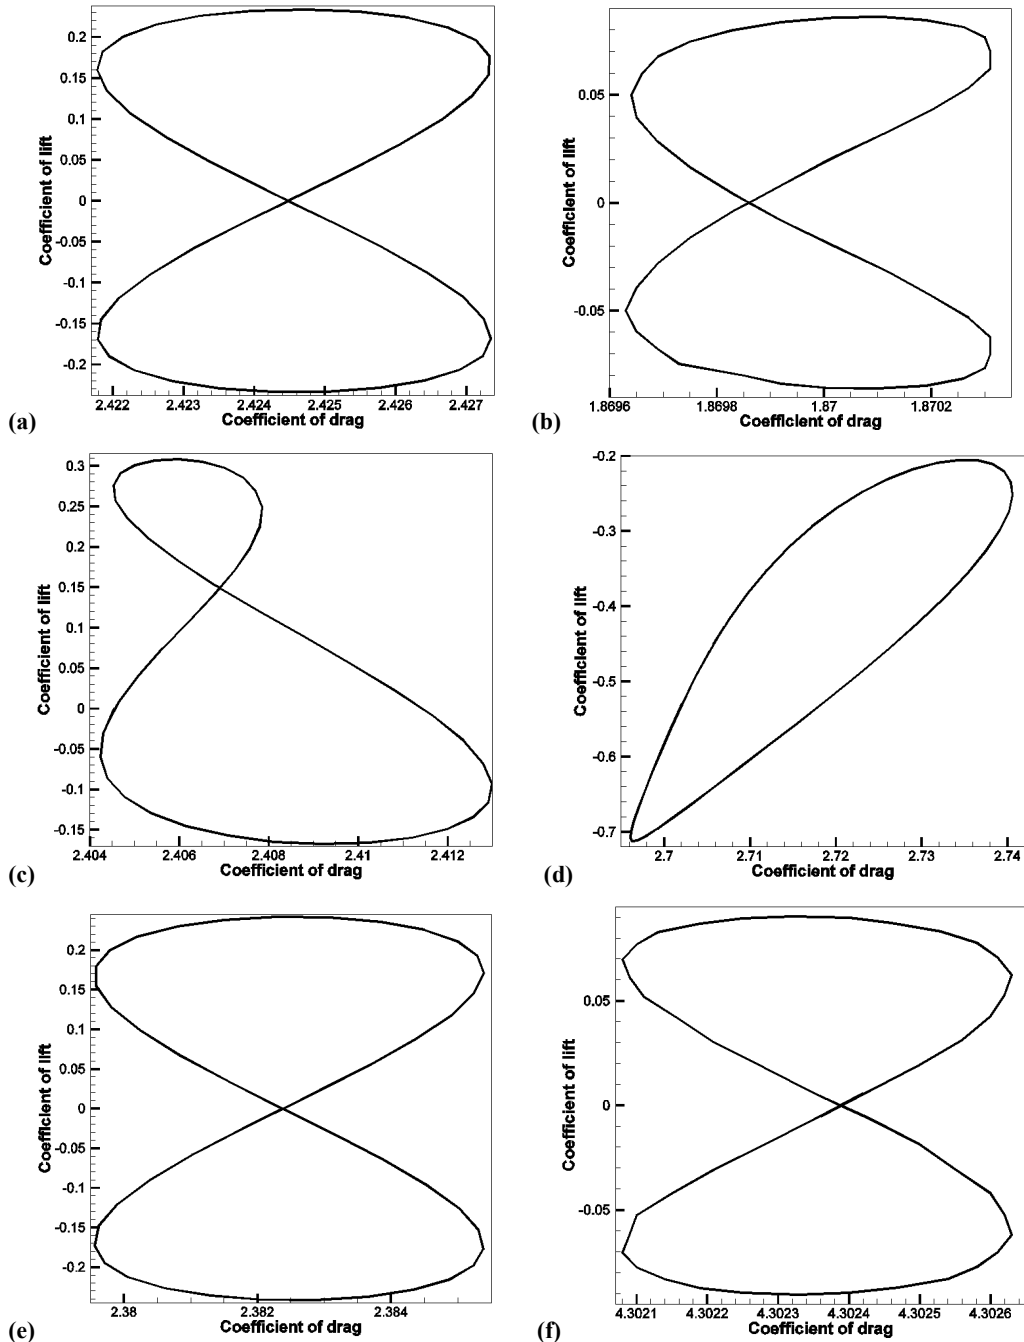 0.2
0.15
0.1
0.05
0
-0.05
-0.1
-0.15
-0.2
Coefficient of lift
2.422 2.423 2.424 2.425 2.426 2.427
Coefficient of drag
(a)
0.05
0
-0.05
Coefficient of lift
1.8696 1.8698 1.87 1.8702
Coefficient of drag
(b)
0.3
0.25
0.2
0.15
0.1
0.05
0
-0.05
-0.1
-0.15
Coefficient of lift
2.404 2.406 2.408 2.41 2.412
Coefficient of drag
(c)
-0.2
-0.3
-0.4
-0.5
-0.6
-0.7
Coefficient of lift
2.7 2.71 2.72 2.73 2.74
Coefficient of drag
(d)
0.2
0.15
0.1
0.05
0
-0.05
-0.1
-0.15
-0.2
Coefficient of lift
2.38 2.382 2.384
Coefficient of drag
(e)
0.05
0
-0.05
Coefficient of lift
4.3021 4.3022 4.3023 4.3024 4.3025 4.3026
Coefficient of drag
(f)